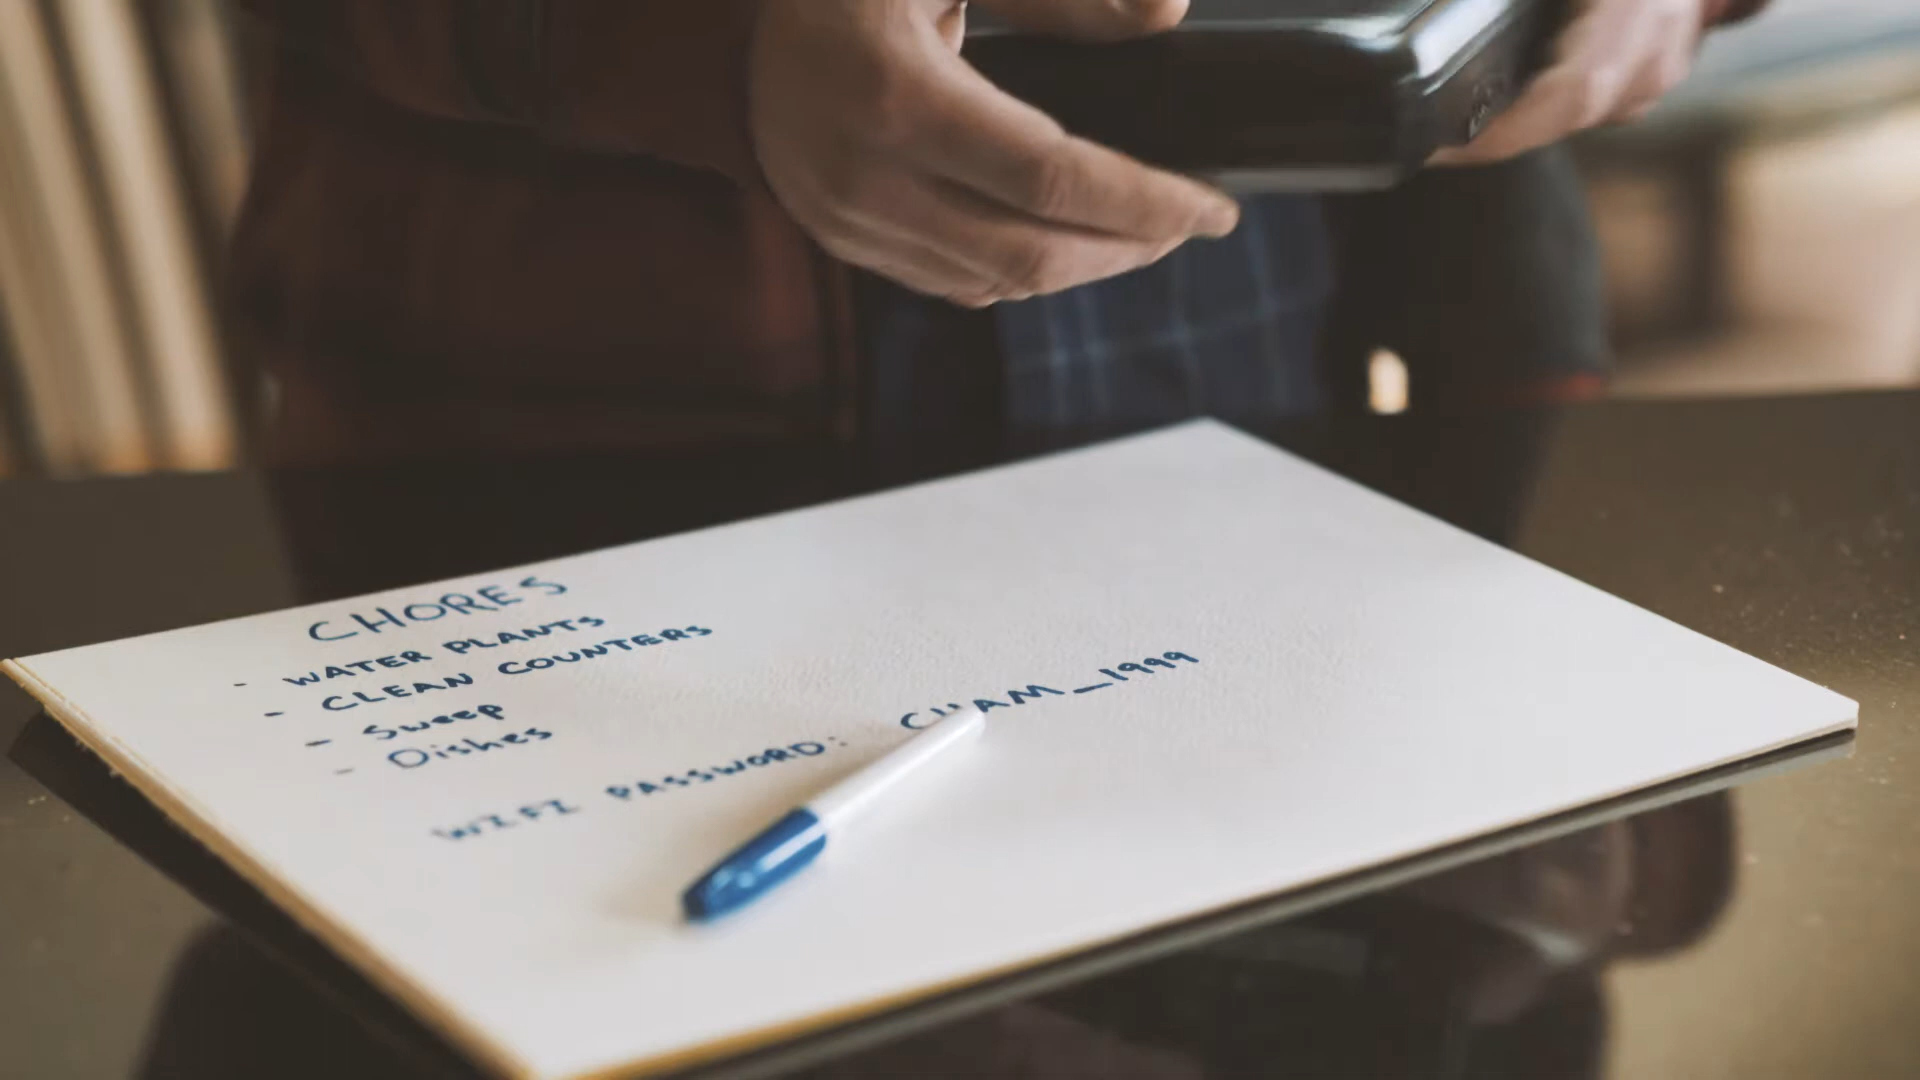 CHORES
- WATER PLANTS
- CLEAN COUNTERS
- Sweep
- Dishes
WIFI PASSWORD: